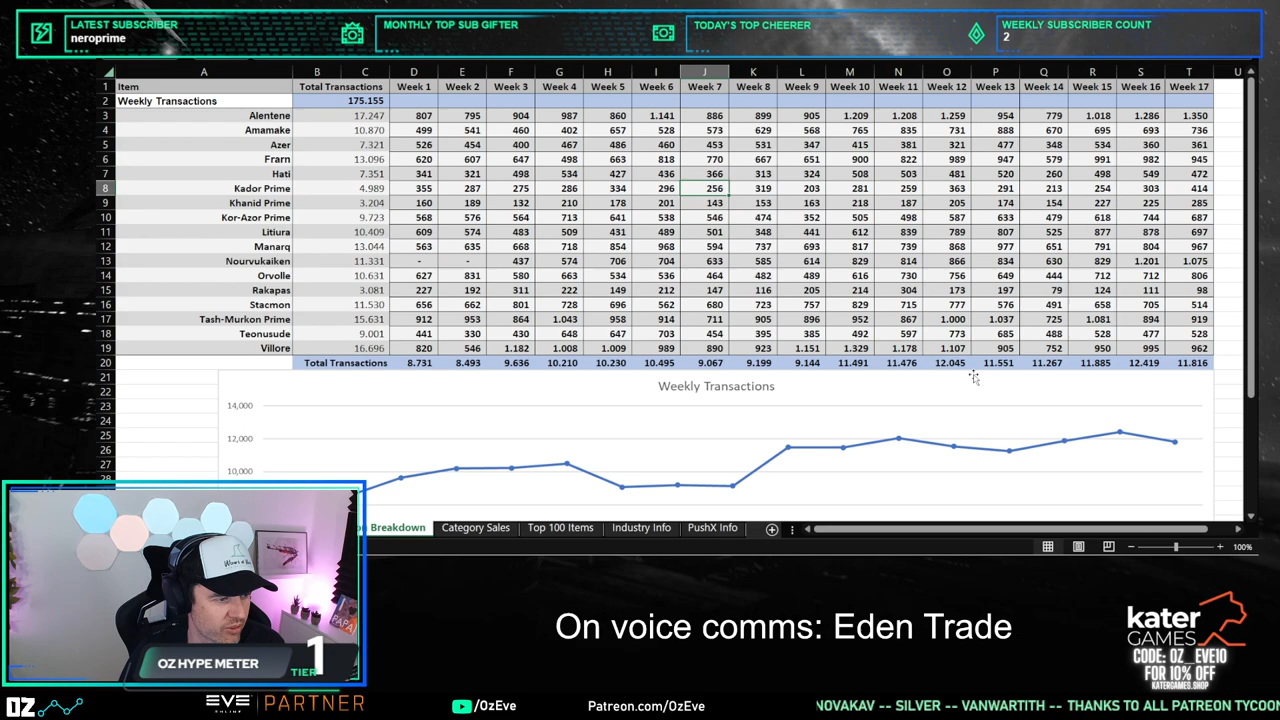 LATEST SUBSCRIBER
neroprime
MONTHLY TOP SUB GIFTER
TODAY'S TOP CHEERER
WEEKLY SUBSCRIBER COUNT
2
A B C D E F G H I J K L M N O P Q R S T U
1 Item Total Transactions Week 1 Week 2 Week 3 Week 4 Week 5 Week 6 Week 7 Week 8 Week 9 Week 10 Week 11 Week 12 Week 13 Week 14 Week 15 Week 16 Week 17
2 Weekly Transactions 175.155
3 Alentene 17.247 807 795 904 987 860 1.141 886 899 905 1.209 1.208 1.259 954 779 1.018 1.286 1.350
4 Amamake 10.870 499 541 460 402 657 528 573 629 568 765 835 731 888 670 695 693 736
5 Azer 7.321 526 454 400 467 486 460 453 531 347 415 381 321 477 348 534 360 361
6 Frarn 13.096 620 607 647 498 663 818 770 667 651 900 822 989 947 579 991 982 945
7 Hati 7.351 341 321 498 534 427 436 366 313 324 508 503 481 520 260 498 549 472
8 Kador Prime 4.989 355 287 275 286 334 296 256 319 203 281 259 363 291 213 254 303 414
9 Khanid Prime 3.204 160 189 132 210 178 201 143 153 163 218 187 205 174 154 227 225 285
10 Kor-Azor Prime 9.723 568 576 564 713 641 538 546 474 352 505 498 587 633 479 618 744 687
11 Litiura 10.409 609 574 483 509 431 489 501 348 441 612 839 807 525 877 878 697
12 Manarq 13.044 563 635 668 718 854 968 594 737 693 817 740 868 977 651 791 804 967
13 Nourvukaiken 11.331 - - 437 574 706 704 633 585 614 829 814 866 834 630 829 1.201 1.075
14 Orvolle 10.631 627 831 580 663 534 536 464 482 489 616 730 756 649 444 712 712 806
15 Rakapas 3.081 227 192 311 222 149 212 147 116 205 214 304 173 197 79 124 111 98
16 Stacmon 11.530 656 662 801 728 696 562 680 723 757 829 715 777 576 491 658 705 514
17 Tash-Murkon Prime 15.631 912 953 864 1.043 958 914 711 905 896 952 867 1.000 1.037 725 1.081 894 919
18 Teonusude 9.001 441 330 430 648 647 703 454 395 385 492 597 773 685 488 528 477 528
19 Villore 16.696 820 546 1.182 1.008 1.009 989 890 923 1.151 1.329 1.178 1.107 905 752 950 995 962
20 Total Transactions 8.731 8.493 9.636 10.210 10.230 10.495 9.067 9.199 9.144 11.491 11.476 12.045 11.551 11.267 11.885 12.419 11.816
21
22 Weekly Transactions
23 14,000
24
25
26 12,000
27
28 10,000
Breakdown Category Sales Top 100 Items Industry Info PushX Info
100%
OZ HYPE METER
TIER 1
On voice comms: Eden Trade
kater
GAMES
CODE: OZ_EVE10
FOR 10% OFF
KATERGAMES.SHOP
OZ
EVE ONLINE | PARTNER
/OzEve
Patreon.com/OzEve
NOVAKAV -- SILVER -- VANWARTITH -- THANKS TO ALL PATREON TYCOO